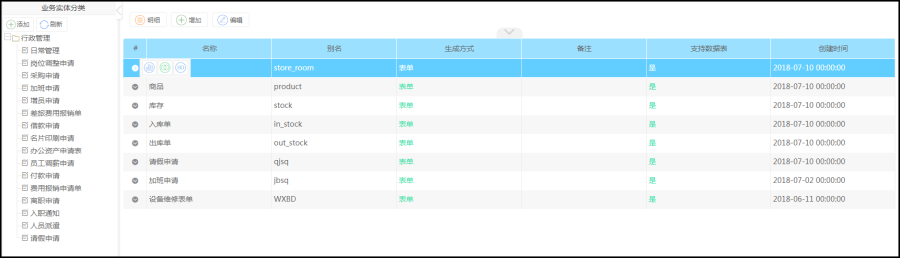 业务实体分类
添加 刷新
行政管理
日常管理
岗位调整申请
采购申请
加班申请
增员申请
差旅费用报销单
借款申请
名片印刷申请
办公资产申请表
员工调薪申请
付款申请
费用报销申请单
离职申请
入职通知
人员派遣
请假申请
明细 增加 编辑
# 名称 别名 生成方式 备注 支持数据表 创建时间
store_room 表单 是 2018-07-10 00:00:00
商品 product 表单 是 2018-07-10 00:00:00
库存 stock 表单 是 2018-07-10 00:00:00
入库单 in_stock 表单 是 2018-07-10 00:00:00
出库单 out_stock 表单 是 2018-07-10 00:00:00
请假申请 qjsq 表单 是 2018-07-10 00:00:00
加班申请 jbsq 表单 是 2018-07-02 00:00:00
设备维修表单 WXBD 表单 是 2018-06-11 00:00:00